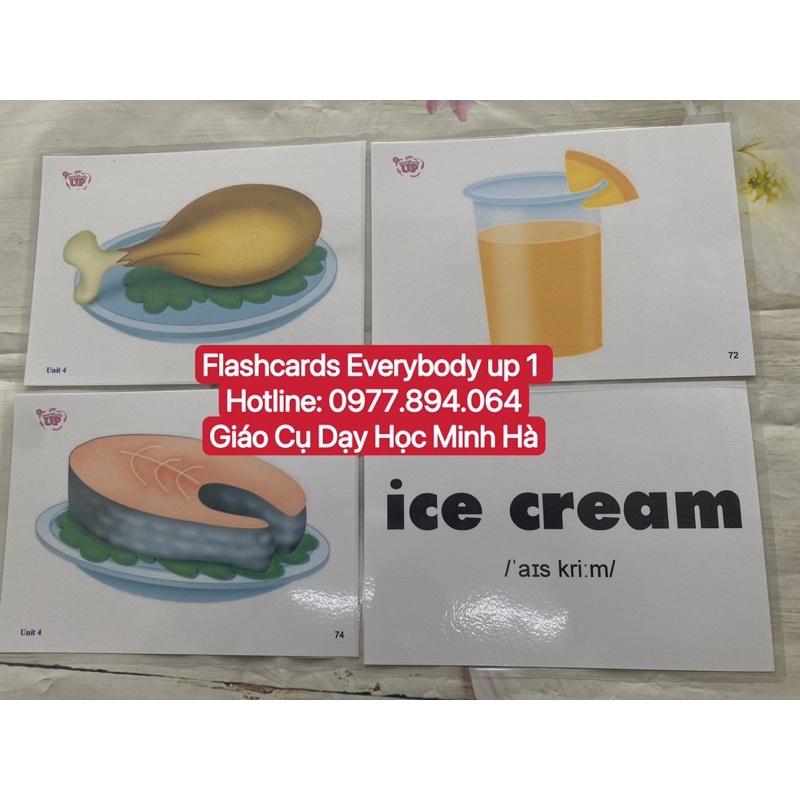 UP
UP
Unit 4
72
Flashcards Everybody up 1
Hotline: 0977.894.064
Giáo Cụ Dạy Học Minh Hà
UP
ice cream
/ˈaɪs kriːm/
Unit 4
74